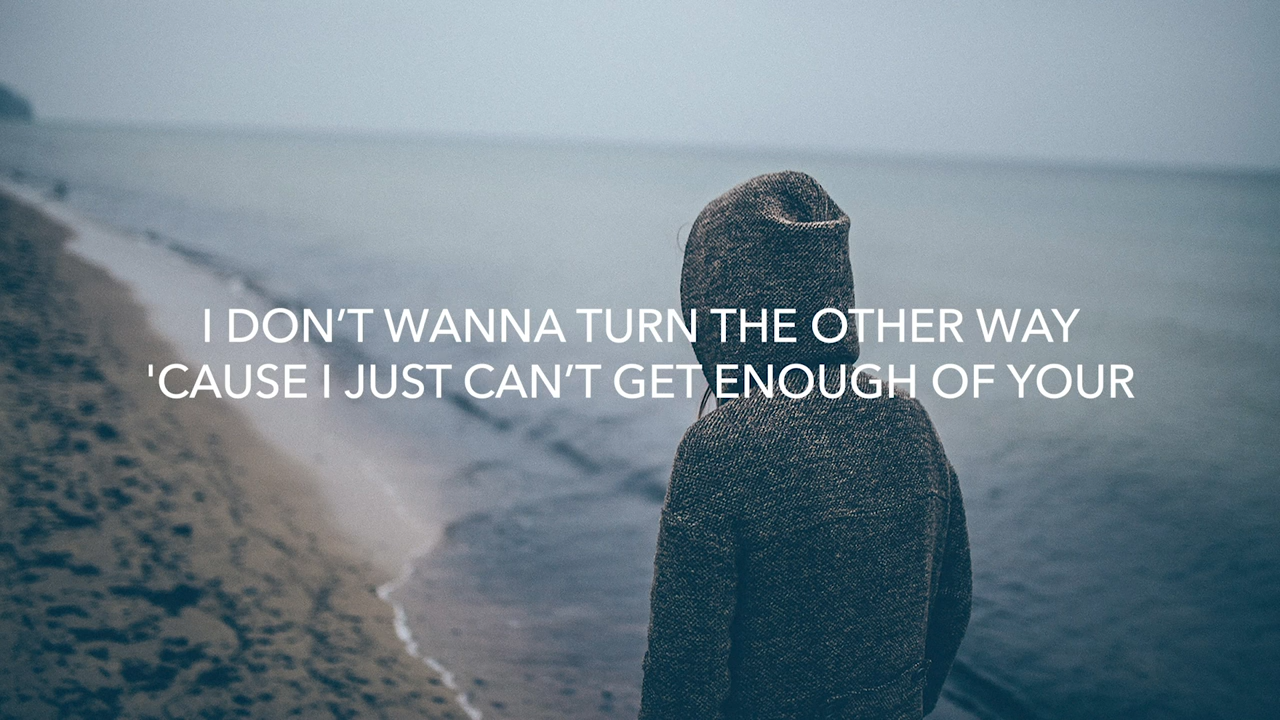 I DON’T WANNA TURN THE OTHER WAY
'CAUSE I JUST CAN’T GET ENOUGH OF YOUR